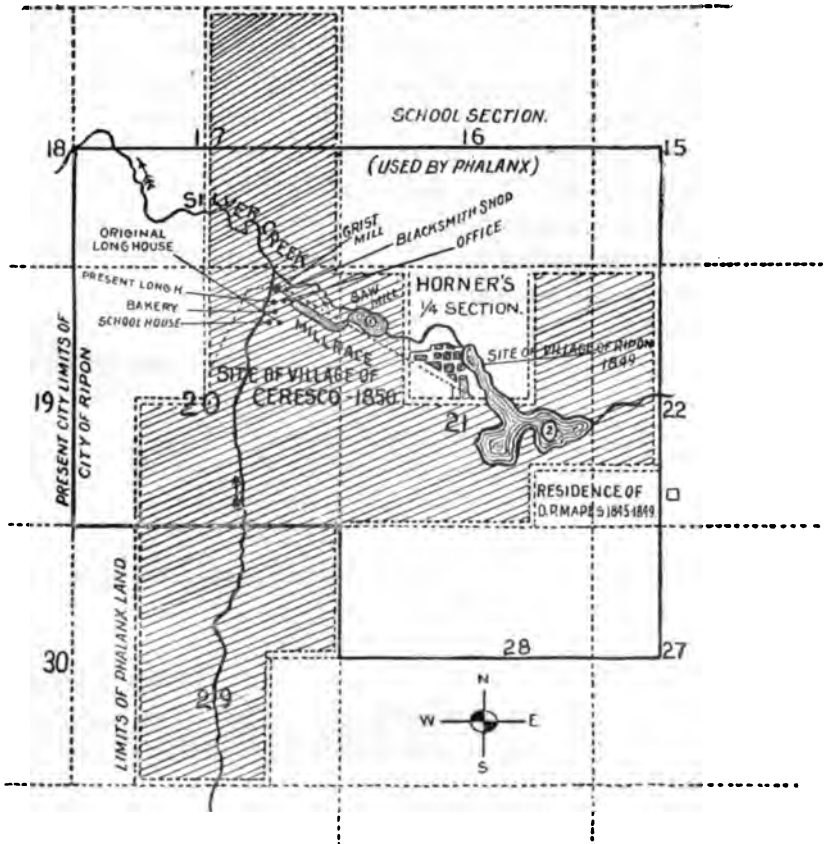 SCHOOL SECTION.
18
17
16
15
(USED BY PHALANX)
SILVER CREEK
GRIST
MILL
BLACKSMITH SHOP
OFFICE
ORIGINAL
LONG HOUSE
PRESENT LONG H.
BAKERY
SCHOOL HOUSE
SAW
MILL
HORNER'S
1/4 SECTION.
MILL RACE
SITE OF VILLAGE OF RIPON
1849
SITE OF VILLAGE OF
CERESCO-1850
PRESENT CITY LIMITS OF
CITY OF RIPON
19
20
21
22
2
RESIDENCE OF
D.P. MAPES 1845-1849
LIMITS OF PHALANX LAND
30
29
28
27
N
W
E
S